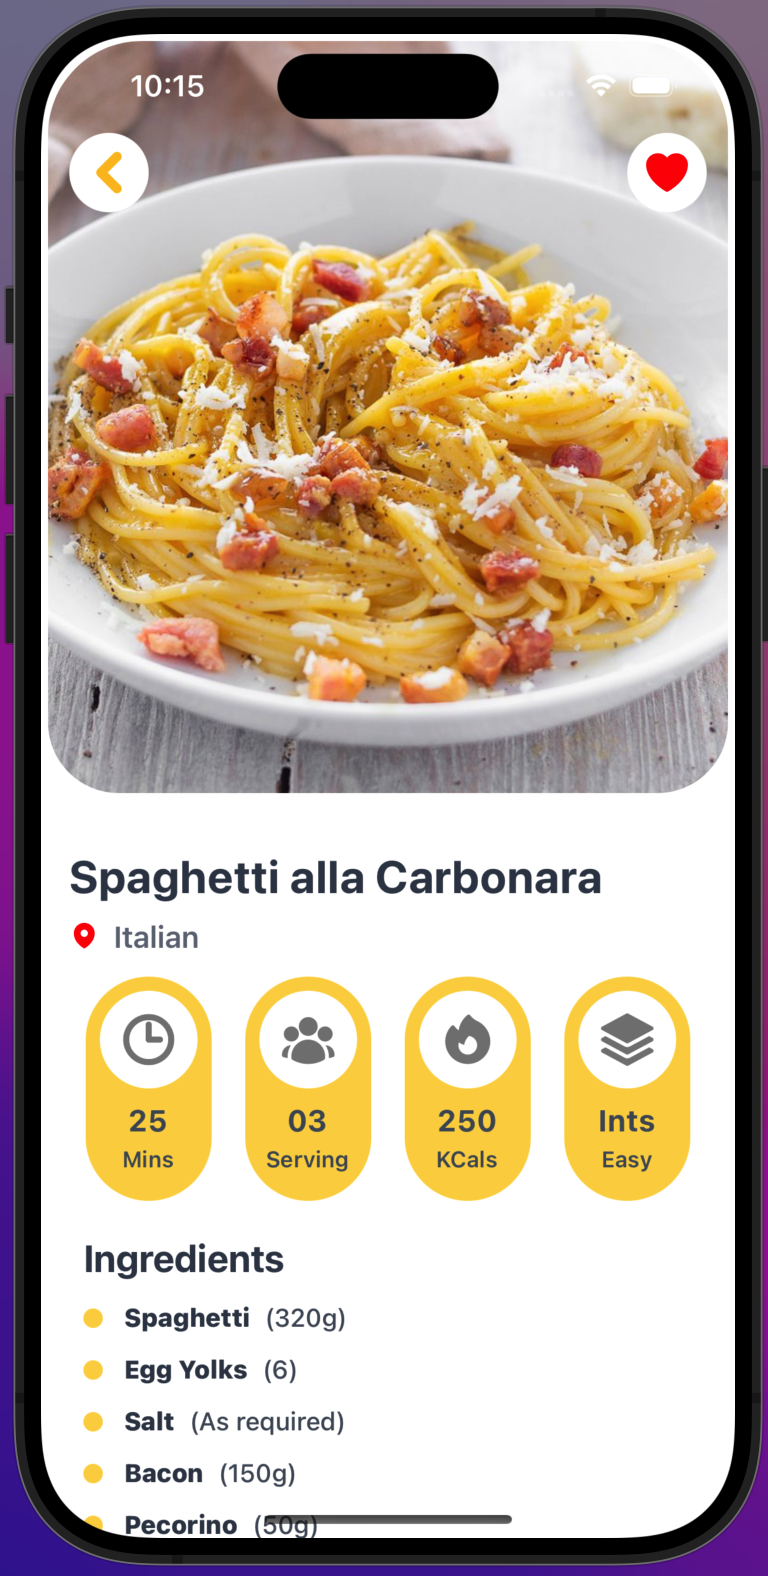 10:15
Spaghetti alla Carbonara
Italian
25 03 250 Ints
Mins Serving KCals Easy
Ingredients
Spaghetti (320g)
Egg Yolks (6)
Salt (As required)
Bacon (150g)
Pecorino (50g)